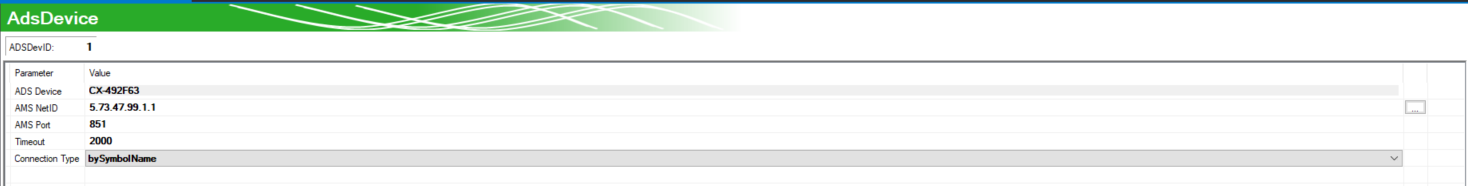 AdsDevice
ADSDevID: 1
Parameter Value
ADS Device CX-492F63
AMS NetID 5.73.47.99.1.1
...
AMS Port 851
Timeout 2000
Connection Type bySymbolName